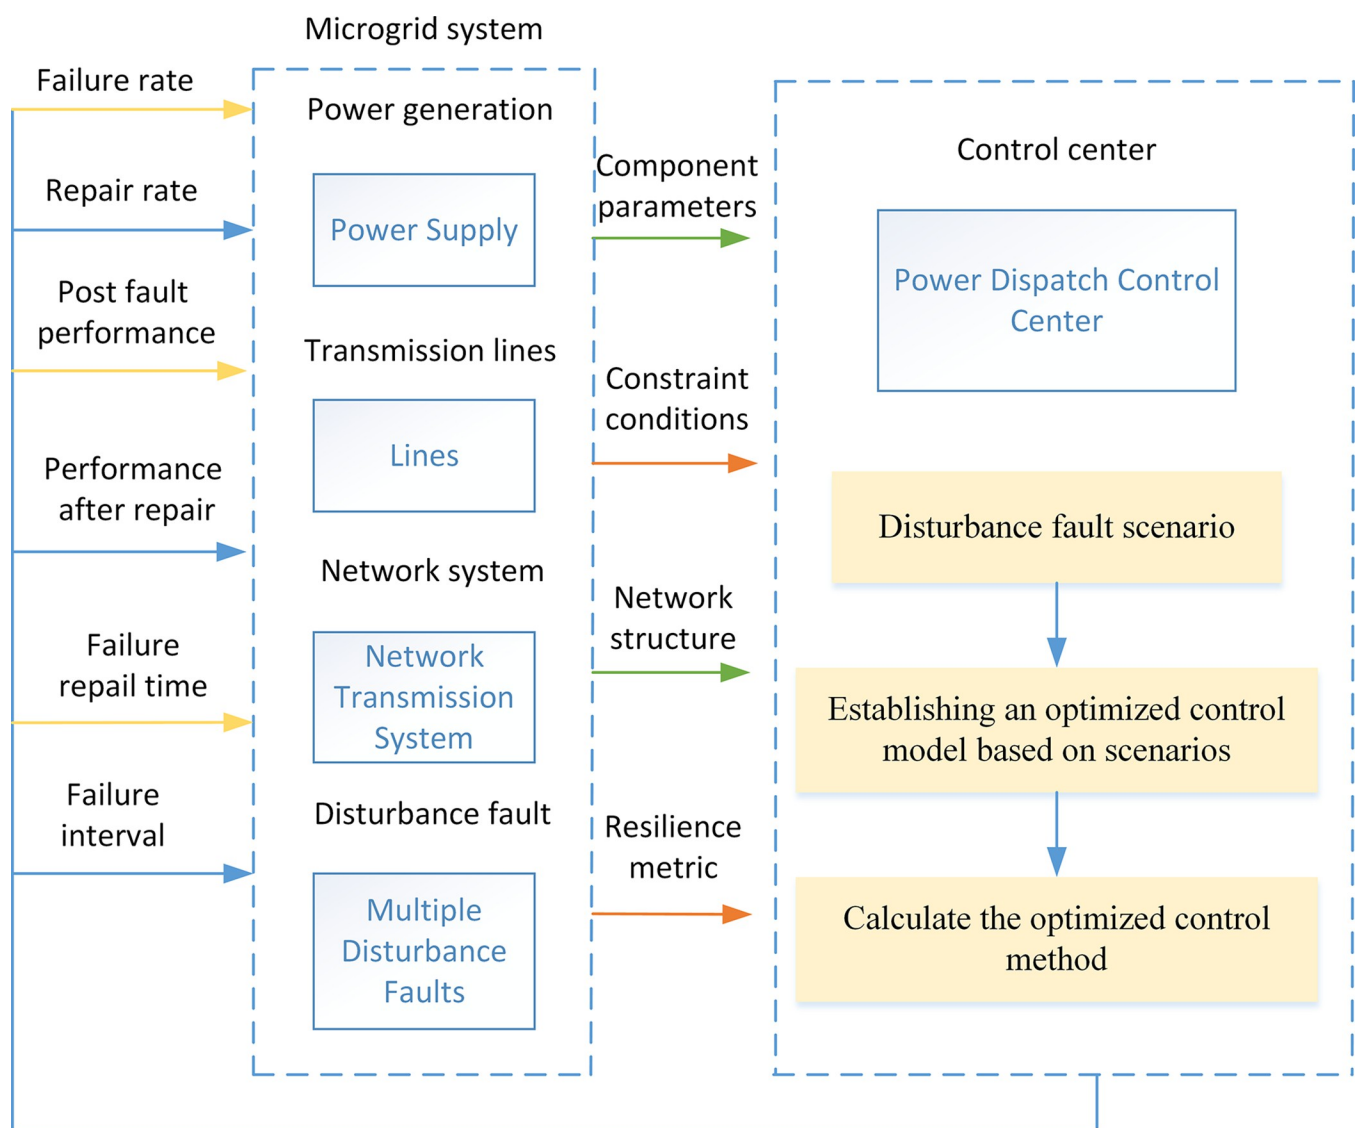 Microgrid system
Failure rate
Repair rate
Post fault
performance
Performance
after repair
Failure
repail time
Failure
interval
Power generation
Power Supply
Transmission lines
Lines
Network system
Network
Transmission
System
Disturbance fault
Multiple
Disturbance
Faults
Component
parameters
Constraint
conditions
Network
structure
Resilience
metric
Control center
Power Dispatch Control
Center
Disturbance fault scenario
Establishing an optimized control
model based on scenarios
Calculate the optimized control
method